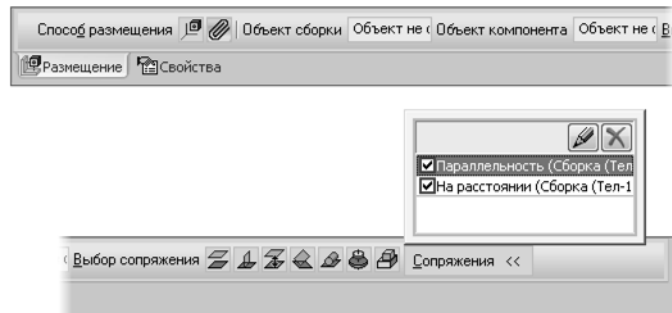 Способ размещения Объект сборки Объект не Объект компонента Объект не В
Размещение Свойства
Параллельность (Сборка (Тел
На расстоянии (Сборка (Тел-1
Выбор сопряжения Сопряжения <<